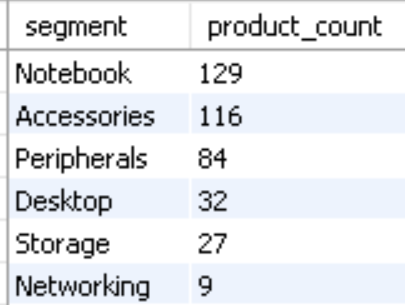 segment product_count
Notebook 129
Accessories 116
Peripherals 84
Desktop 32
Storage 27
Networking 9